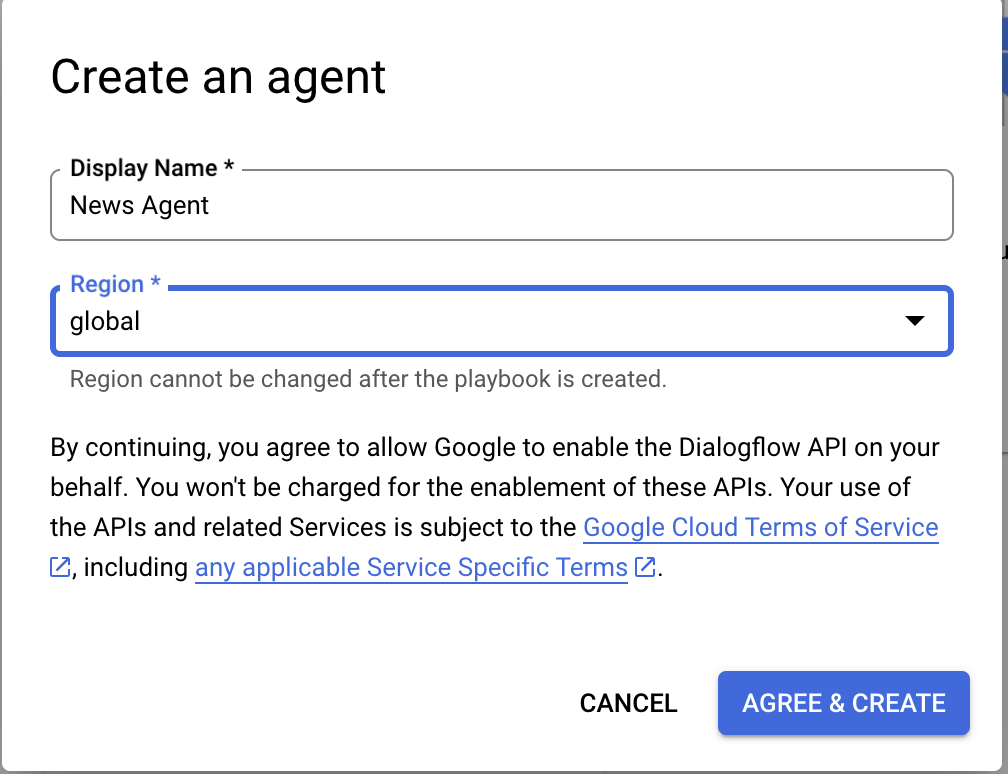 Create an agent
Display Name *
News Agent
Region *
global
Region cannot be changed after the playbook is created.
By continuing, you agree to allow Google to enable the Dialogflow API on your
behalf. You won't be charged for the enablement of these APIs. Your use of
the APIs and related Services is subject to the Google Cloud Terms of Service
, including any applicable Service Specific Terms.
CANCEL
AGREE & CREATE